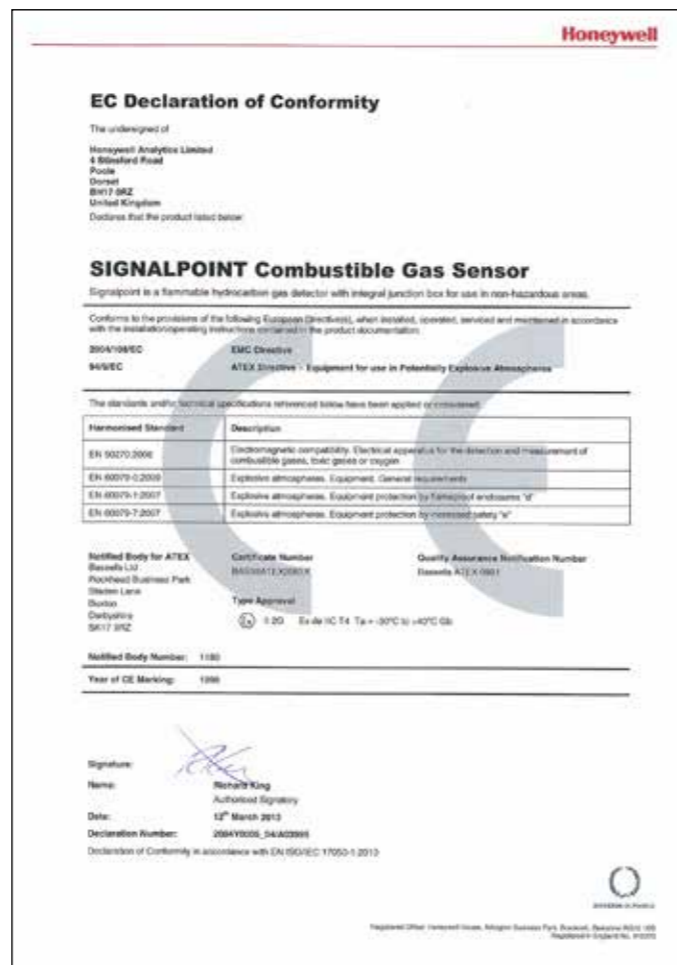 Honeywell
EC Declaration of Conformity
The undersigned of
Honeywell Analytics Limited
4 Stinsford Road
Poole
Dorset
BH17 0RZ
United Kingdom
Declares that the product listed below
SIGNALPOINT Combustible Gas Sensor
Signalpoint is a flammable hydrocarbon gas detector with integral junction box for use in non-hazardous areas.
Conforms to the provisions of the following European Directive(s), when installed, operated, serviced and maintained in accordance
with the installation/operating instructions contained in the product documentation:
2004/108/EC EMC Directive
94/9/EC ATEX Directive – Equipment for use in Potentially Explosive Atmospheres
The standards and/or technical specifications referenced below have been applied or considered:
Harmonised Standard Description
EN 50270:2006 Electromagnetic compatibility. Electrical apparatus for the detection and measurement of
combustible gases, toxic gases or oxygen
EN 60079-0:2009 Explosive atmospheres. Equipment. General requirements
EN 60079-1:2007 Explosive atmospheres. Equipment protection by flameproof enclosures "d"
EN 60079-7:2007 Explosive atmospheres. Equipment protection by increased safety "e"
Notified Body for ATEX Certificate Number Quality Assurance Notification Number
Baseefa Ltd
Rockhead Business Park
Staden Lane
Buxton
Derbyshire
SK17 9RZ
Type Approval
II 2G Ex de IIC T4 Ta = -30°C to +40°C Gb
Notified Body Number: 1180
Year of CE Marking:
Signature:
Name: Richard King
Authorised Signatory
Date: 12th March 2013
Declaration Number:
Declaration of Conformity in accordance with EN ISO/IEC 17050-1:2010